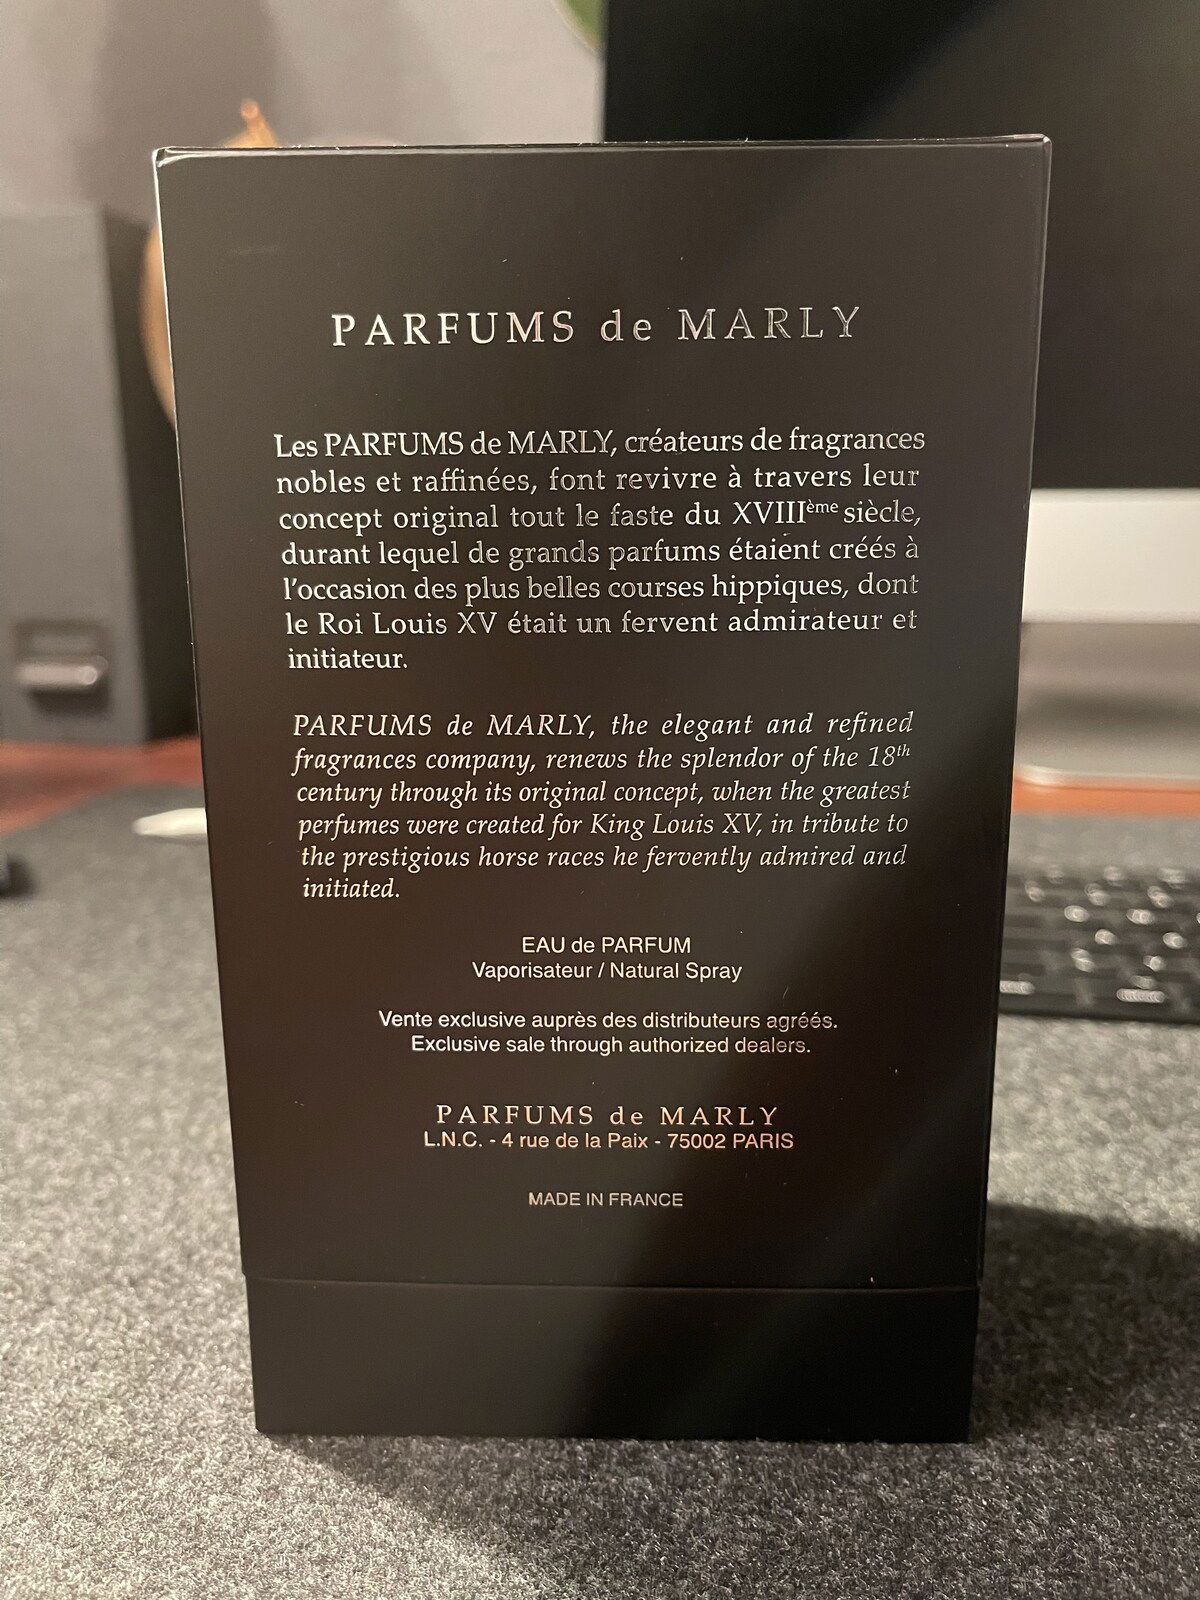 PARFUMS de MARLY
Les PARFUMS de MARLY, créateurs de fragrances
nobles et raffinées, font revivre à travers leur
concept original tout le faste du XVIIIème siècle,
durant lequel de grands parfums étaient créés à
l'occasion des plus belles courses hippiques, dont
le Roi Louis XV était un fervent admirateur et
initiateur.
PARFUMS de MARLY, the elegant and refined
fragrances company, renews the splendor of the 18th
century through its original concept, when the greatest
perfumes were created for King Louis XV, in tribute to
the prestigious horse races he fervently admired and
initiated.
EAU de PARFUM
Vaporisateur / Natural Spray
Vente exclusive auprès des distributeurs agréés.
Exclusive sale through authorized dealers.
PARFUMS de MARLY
L.N.C. - 4 rue de la Paix - 75002 PARIS
MADE IN FRANCE